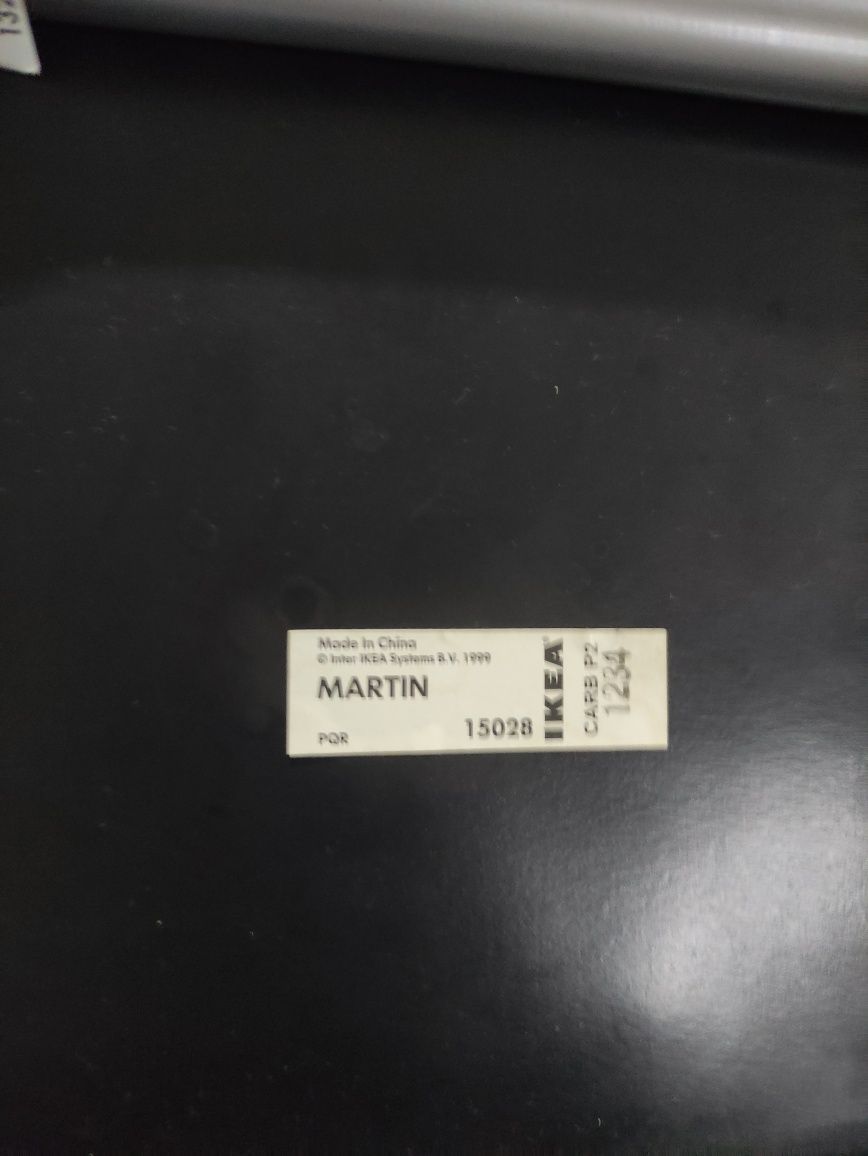 Made in China
© Inter IKEA Systems B.V. 1999
MARTIN
PQR
15028
IKEA®
CARB P2
1234